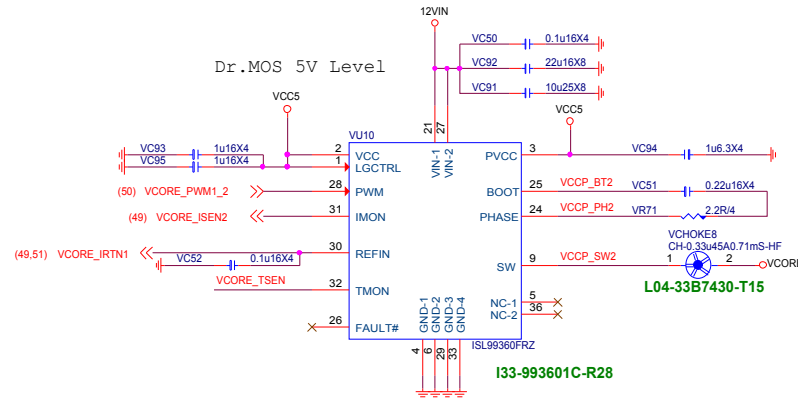 12VIN
VC50 0.1u16X4
Dr.MOS 5V Level
VC92 22u16X8
VC91 10u25X8
VCC5
VCC5
21
27
VU10
VC93 1u16X4
VC95 1u16X4
2 VCC
1 LGCTRL
VIN-1
VIN-2
PVCC 3
VC94 1u6.3X4
(50) VCORE_PWM1_2
28 PWM
BOOT 25 VCCP_BT2 VC51 0.22u16X4
(49) VCORE_ISEN2
31 IMON
PHASE 24 VCCP_PH2 VR71 2.2R/4
VCHOKE8
CH-0.33u45A0.71mS-HF
(49,51) VCORE_IRTN1
30 REFIN
VC52 0.1u16X4
SW 9 VCCP_SW2 1 2 VCORE
L04-33B7430-T15
VCORE_TSEN
32 TMON
NC-1 5
NC-2 36
26 FAULT#
GND-1
GND-2
GND-3
GND-4
4
6
29
33
ISL99360FRZ
I33-993601C-R28